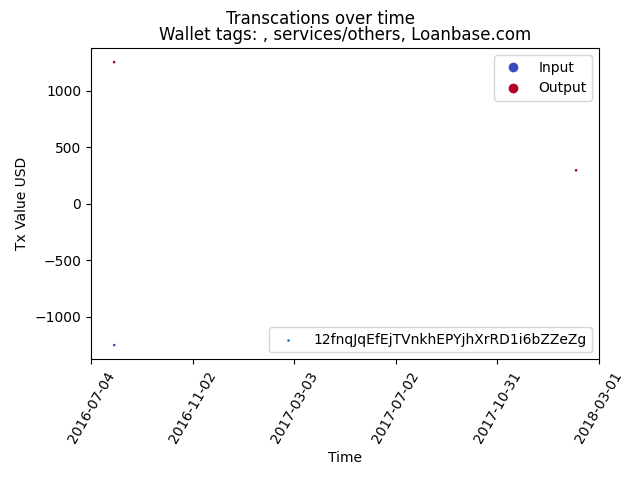 Transcations over time
Wallet tags: , services/others, Loanbase.com
Input
Output
1000
500
0
−500
−1000
Tx Value USD
12fnqJqEfEjTVnkhEPYjhXrRD1i6bZZeZg
2016-07-04
2016-11-02
2017-03-03
2017-07-02
2017-10-31
2018-03-01
Time